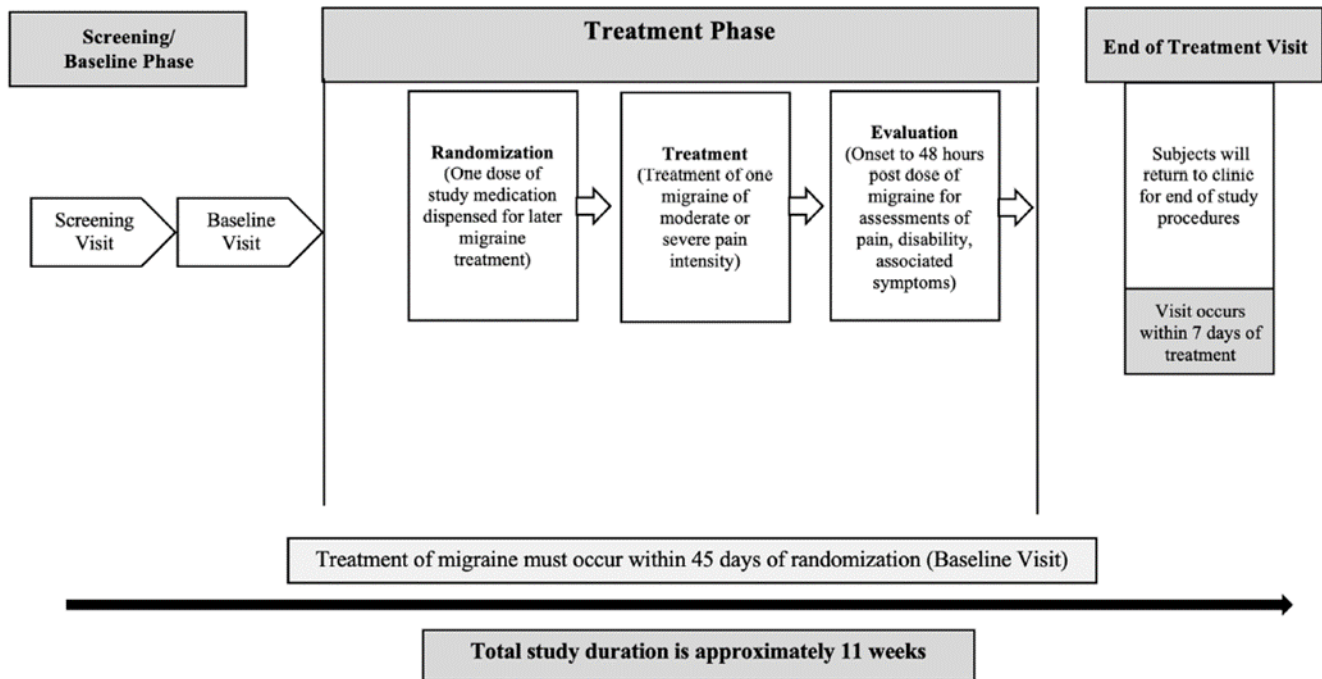 Screening/
Baseline Phase
Treatment Phase
End of Treatment Visit
Screening
Visit
Baseline
Visit
Randomization
(One dose of
study medication
dispensed for later
migraine
treatment)
Treatment
(Treatment of one
migraine of
moderate or
severe pain
intensity)
Evaluation
(Onset to 48 hours
post dose of
migraine for
assessments of
pain, disability,
associated
symptoms)
Subjects will
return to clinic
for end of study
procedures
Visit occurs
within 7 days of
treatment
Treatment of migraine must occur within 45 days of randomization (Baseline Visit)
Total study duration is approximately 11 weeks